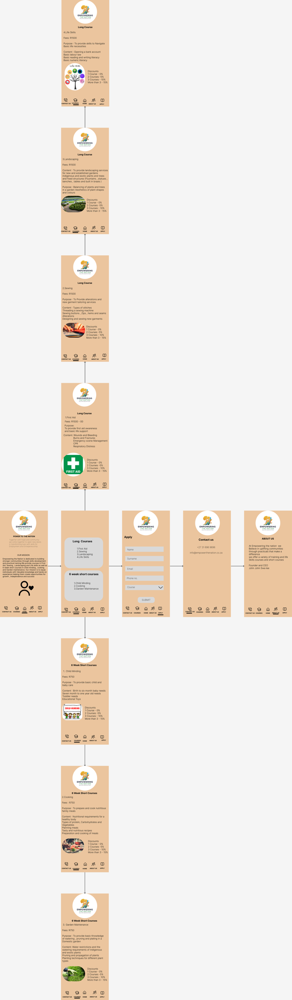 EMPOWERING
THE NATION
Long Course
4.Life Skills
Fees: R1500
Purpose : To provide skills to Navigate
Basic life necessities
Content : Opening a bank account
Basic labour law
Basic reading and writing literacy
Basic numeric literacy
Life Skills
Discounts
1 Course - 0%
2 Courses -5%
3 Courses - 10%
More than 3 - 15%
CONTACT US COURSES HOME ABOUT US APPLY
EMPOWERING
THE NATION
Long Course
3.Landscaping
Fees: R1500
Content : To provide landscaping services
for new and established gardens
Indigenous and exotic plants and trees
and fixed structures (Fountains , statues ,
benches , tables and built in braais )
Purpose : Balancing of plants and trees
in a garden Aesthetics of plant shapes
and colours
Discounts
1 Course - 0%
2 Courses -5%
3 Courses - 10%
More than 3 - 15%
CONTACT US COURSES HOME ABOUT US APPLY
EMPOWERING
THE NATION
Long Course
2.Sewing
Fees: R1500
Purpose : To Provide alterations and
new garment tailoring services
Content : Types of stitches
Threading a sewing machine
Sewing buttons , Zips , hems and seams
Alterations
Designing and sewing new garments
Discounts
1 Course - 0%
2 Courses -5%
3 Courses - 10%
More than 3 - 15%
CONTACT US COURSES HOME ABOUT US APPLY
EMPOWERING
THE NATION
Long Course
1.First Aid
Fees: R1500 - 00
Purpose:
To provide first aid awareness
and basic life support
Content: Wounds and Bleeding
Burns and Fractures
Emergency scene Management
CPR
Respiratory Distress
FIRST AID
Discounts
1 Course - 0%
2 Courses -5%
3 Courses - 10%
More than 3 - 15%
CONTACT US COURSES HOME ABOUT US APPLY
EMPOWERING
THE NATION
POWER TO THE NATION
Together with hope and community
OUR MISSION
Empowering the Nation is dedicated to building
stronger communities through skills development
and practical training.We provide courses in First
Aid, Sewing , Landscaping and Life skills as well as
6 week short courses in child minding , cooking
and Garden maintenance. Our mission is to equip
individuals with Valuable knowledge and hands on
experience helping them create opportunities for
growth , independence and success
CONTACT US COURSES HOME ABOUT US APPLY
Long Courses
1.First Aid
2.Sewing
3.Landscaping
4.Life Skills
6 week short courses
1.Child Minding
2.Cooking
3.Garden Maintenance
CONTACT US COURSES HOME ABOUT US APPLY
EMPOWERING
THE NATION
Apply
Name
Surname
Email
Phone no.
Course
SUBMIT
CONTACT US COURSES HOME ABOUT US APPLY
EMPOWERING
THE NATION
Contact us
+27 31 696 8696
info@empowerthenation.co.za
CONTACT US COURSES HOME ABOUT US APPLY
EMPOWERING
THE NATION
ABOUT US
At Empowering the nation we
Believe in uplifting communities
through practicals that make a
difference
we offer a variety of training and life
Skills courses and short courses
Founder and CEO
John John Swa lee
CONTACT US COURSES HOME ABOUT US APPLY
EMPOWERING
THE NATION
6 Week Short Courses
1. Child Minding
Fees: R750
Purpose : To provide basic child and
baby care
Content : Birth to six month baby needs
Seven month to one year old needs
Toddler needs
Educational Toys
CHILD MINDING
Discounts
1 Course - 0%
2 Courses -5%
3 Courses - 10%
More than 3 - 15%
CONTACT US COURSES HOME ABOUT US APPLY
EMPOWERING
THE NATION
6 Week Short Courses
2.Cooking
Fees : R750
Purpose : To prepare and cook nutritious
family meals
Content : Nutritional requirements for a
healthy body
Types of protein, Carbohydrates and
Vegetables
Planning meals
Tasty and nutritious recipes
Preparation and cooking of meals
Discounts
1 Course - 0%
2 Courses -5%
3 Courses - 10%
More than 3 - 15%
CONTACT US COURSES HOME ABOUT US APPLY
EMPOWERING
THE NATION
6 Week Short Courses
3. Garden Maintenance
Fees: R750
Purpose : To provide basic Knowledge
of watering , pruning and plating in a
Domestic garden
Content: Water restrictions and the
watering requirements of Indigenous
and exotic plants
Pruning and propagation of plants
Planting techniques for different plant
types
Discounts
1 Course - 0%
2 Courses -5%
3 Courses - 10%
More than 3 - 15%
CONTACT US COURSES HOME ABOUT US APPLY